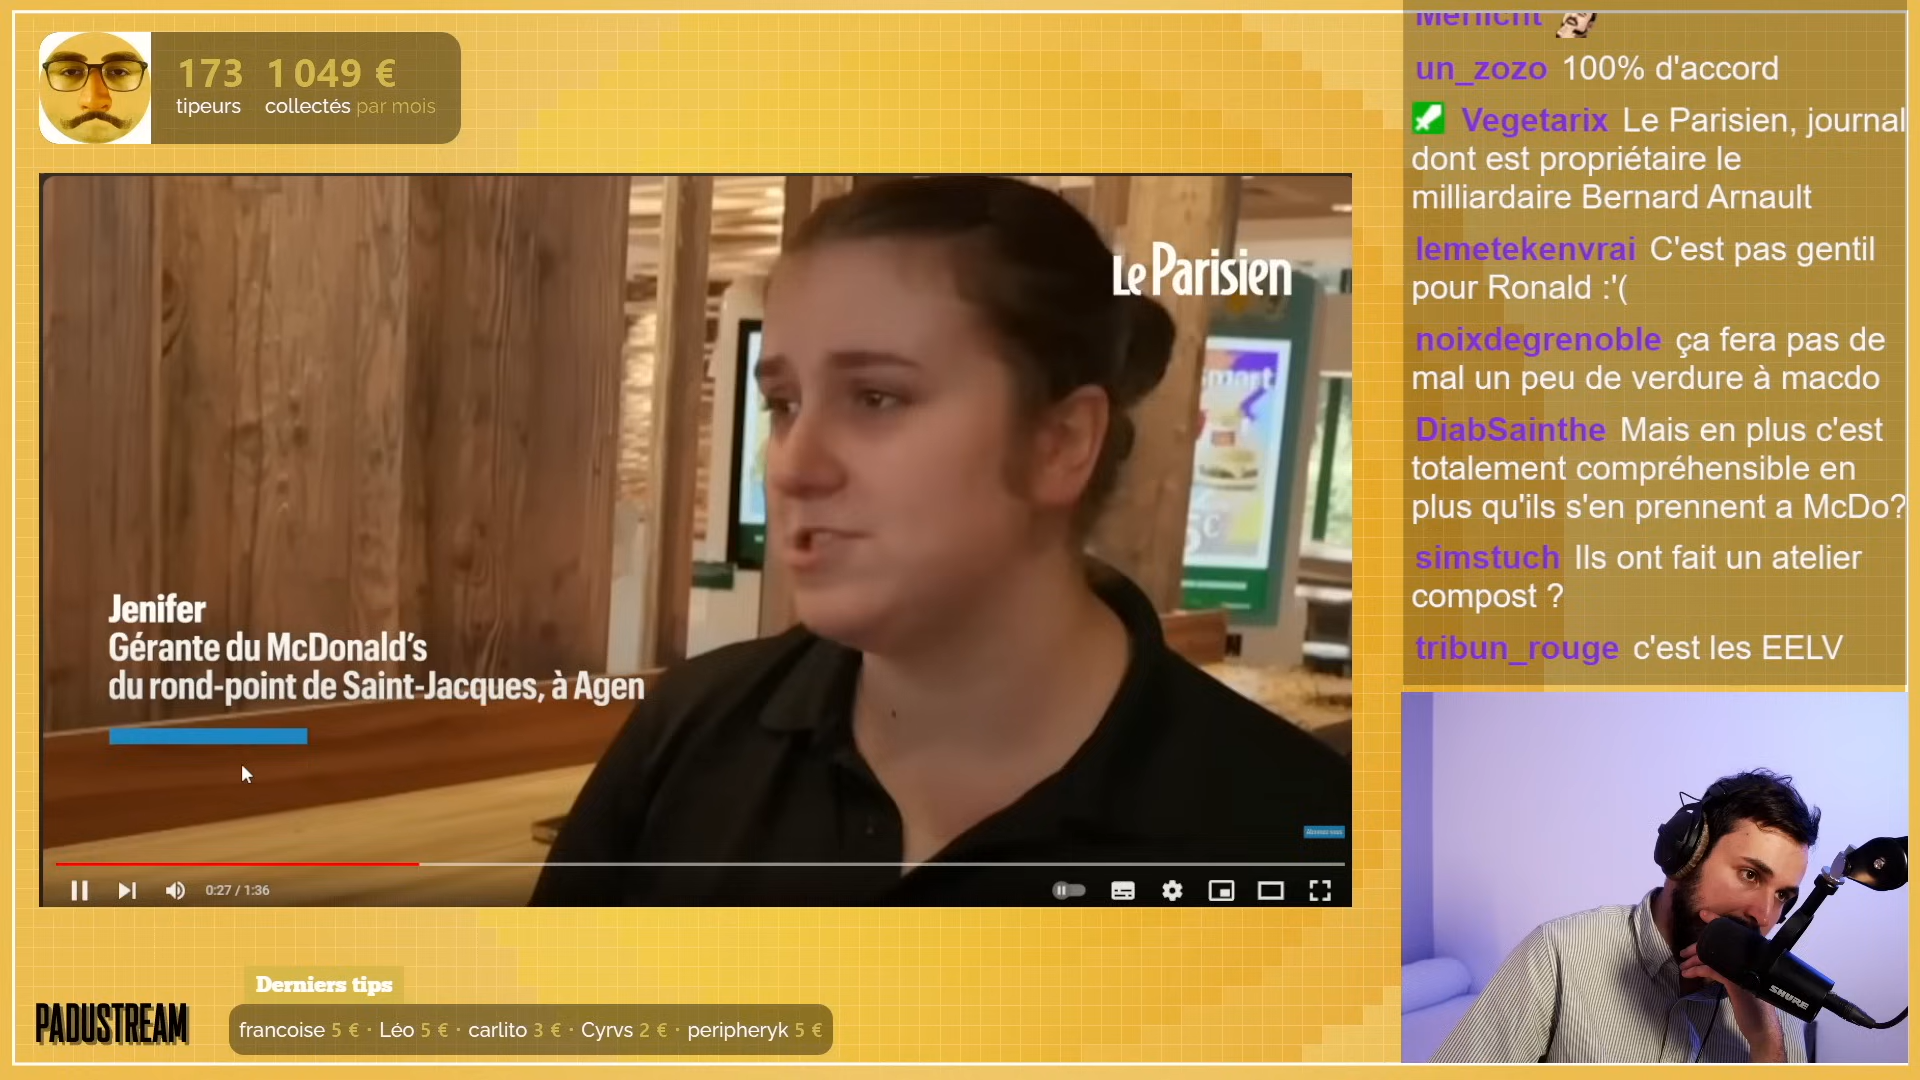 173 1 049 €
tipeurs collectés par mois
Le Parisien
Jenifer
Gérante du McDonald's
du rond-point de Saint-Jacques, à Agen
0:27 / 1:36
Derniers tips
PADUSTREAM
francoise 5 € · Léo 5 € · carlito 3 € · Cyrvs 2 € · peripheryk 5 €
un_zozo 100% d'accord
Vegetarix Le Parisien, journal
dont est propriétaire le
milliardaire Bernard Arnault
lemetekenvrai C'est pas gentil
pour Ronald :'(
noixdegrenoble ça fera pas de
mal un peu de verdure à macdo
DiabSainthe Mais en plus c'est
totalement compréhensible en
plus qu'ils s'en prennent a McDo?
simstuch Ils ont fait un atelier
compost ?
tribun_rouge c'est les EELV
SHURE